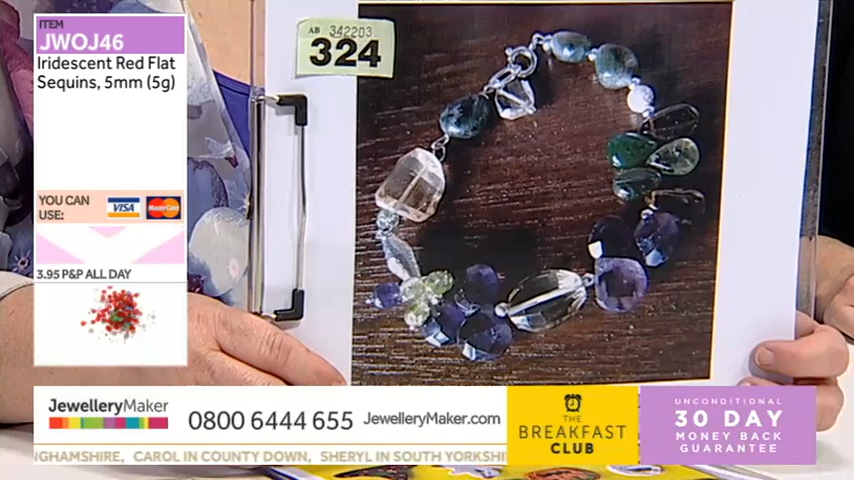 ITEM
JWOJ46
Iridescent Red Flat
Sequins, 5mm (5g)
YOU CAN
USE:
VISA
MasterCard
3.95 P&P ALL DAY
AB 342203
324
JewelleryMaker
0800 6444 655
JewelleryMaker.com
THE
BREAKFAST
CLUB
UNCONDITIONAL
30 DAY
MONEY BACK
GUARANTEE
NGHAMSHIRE, CAROL IN COUNTY DOWN, SHERYL IN SOUTH YORKSHI